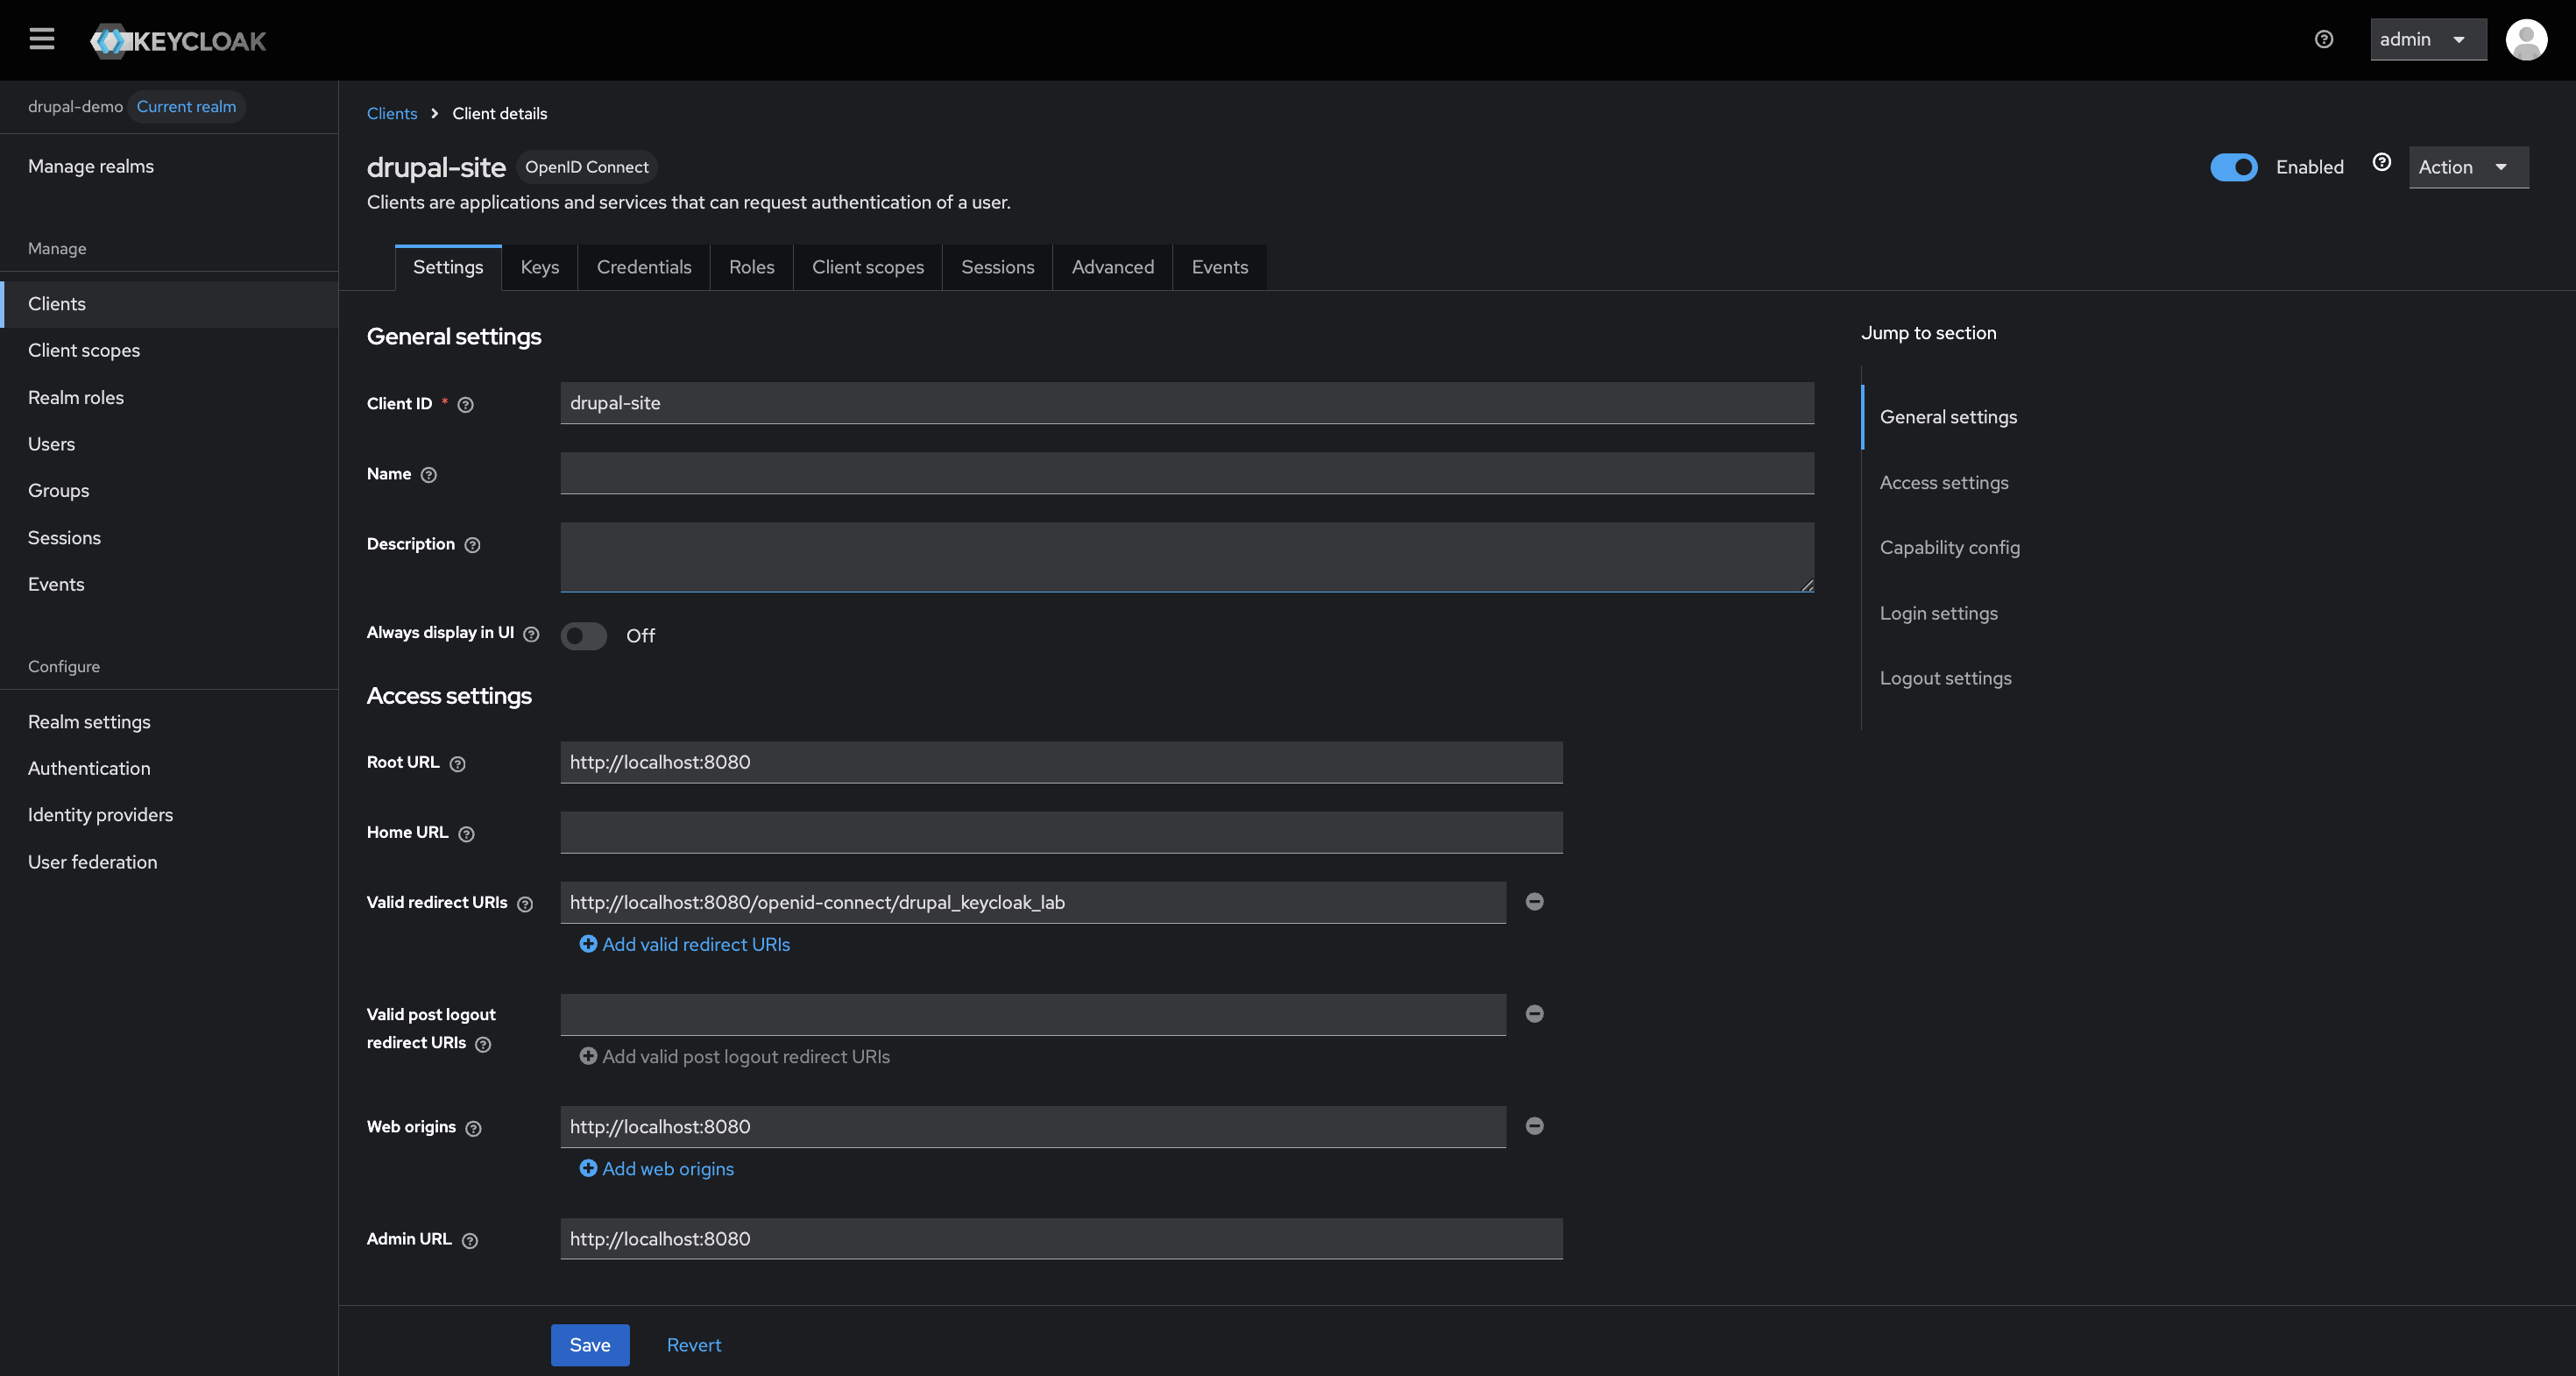 KEYCLOAK
admin
drupal-demo Current realm
Manage realms
Manage
Clients
Client scopes
Realm roles
Users
Groups
Sessions
Events
Configure
Realm settings
Authentication
Identity providers
User federation
Clients > Client details
drupal-site OpenID Connect
Enabled
Action
Clients are applications and services that can request authentication of a user.
Settings Keys Credentials Roles Client scopes Sessions Advanced Events
General settings
Client ID * drupal-site
Name
Description
Always display in UI Off
Access settings
Root URL http://localhost:8080
Home URL
Valid redirect URIs http://localhost:8080/openid-connect/drupal_keycloak_lab
Add valid redirect URIs
Valid post logout
redirect URIs
Add valid post logout redirect URIs
Web origins http://localhost:8080
Add web origins
Admin URL http://localhost:8080
Save Revert
Jump to section
General settings
Access settings
Capability config
Login settings
Logout settings